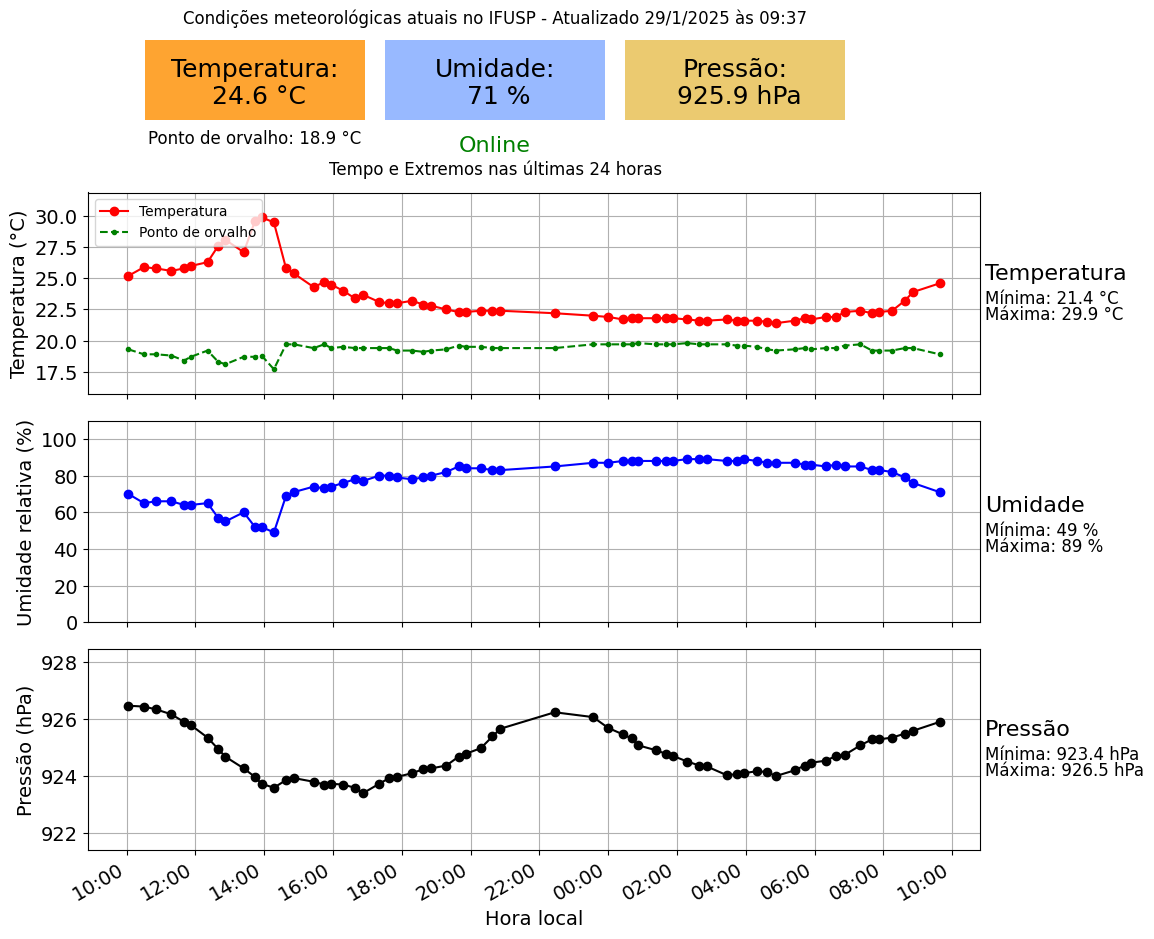 Condições meteorológicas atuais no IFUSP - Atualizado 29/1/2025 às 09:37
Temperatura:
24.6 °C
Umidade:
71 %
Pressão:
925.9 hPa
Ponto de orvalho: 18.9 °C
Online
Tempo e Extremos nas últimas 24 horas
Temperatura (°C)
30.0
27.5
25.0
22.5
20.0
17.5
Temperatura
Ponto de orvalho
Temperatura
Mínima: 21.4 °C
Máxima: 29.9 °C
Umidade relativa (%)
100
80
60
40
20
0
Umidade
Mínima: 49 %
Máxima: 89 %
Pressão (hPa)
928
926
924
922
Pressão
Mínima: 923.4 hPa
Máxima: 926.5 hPa
10:00 12:00 14:00 16:00 18:00 20:00 22:00 00:00 02:00 04:00 06:00 08:00 10:00
Hora local